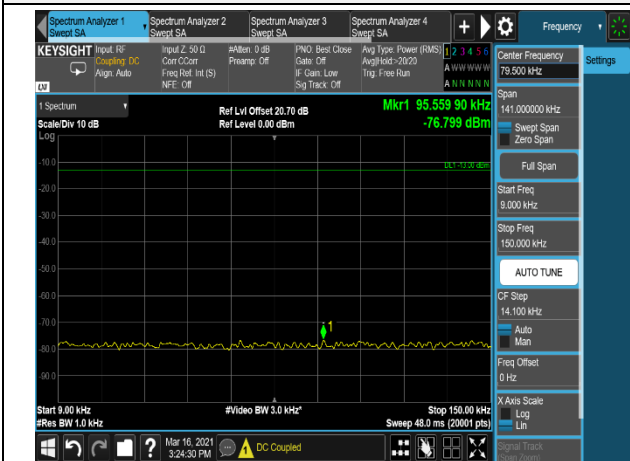 Spectrum Analyzer 1
Swept SA
Spectrum Analyzer 2
Swept SA
Spectrum Analyzer 3
Swept SA
Spectrum Analyzer 4
Swept SA
+
Frequency
KEYSIGHT
Input: RF
Coupling: DC
Align: Auto
Input Z: 50 Ω
Corr CCorr
Freq Ref: Int (S)
NFE: Off
#Atten: 0 dB
Preamp: Off
PNO: Best Close
Gate: Off
IF Gain: Low
Sig Track: Off
Avg Type: Power (RMS)
Avg|Hold:>20/20
Trig: Free Run
1 2 3 4 5 6
A W W W W W
A N N N N N
LXI
1 Spectrum
Scale/Div 10 dB
Log
Ref Lvl Offset 20.70 dB
Ref Level 0.00 dBm
Mkr1 95.559 90 kHz
-76.799 dBm
DL1 -13.00 dBm
-10.0
-20.0
-30.0
-40.0
-50.0
-60.0
-70.0
-80.0
-90.0
1
Start 9.00 kHz
#Res BW 1.0 kHz
#Video BW 3.0 kHz*
Stop 150.00 kHz
Sweep 48.0 ms (20001 pts)
Center Frequency
79.500 kHz
Settings
Span
141.000000 kHz
Swept Span
Zero Span
Full Span
Start Freq
9.000 kHz
Stop Freq
150.000 kHz
AUTO TUNE
CF Step
14.100 kHz
Auto
Man
Freq Offset
0 Hz
X Axis Scale
Log
Lin
Signal Track
(Span Zoom)
?
Mar 16, 2021
3:24:30 PM
DC Coupled